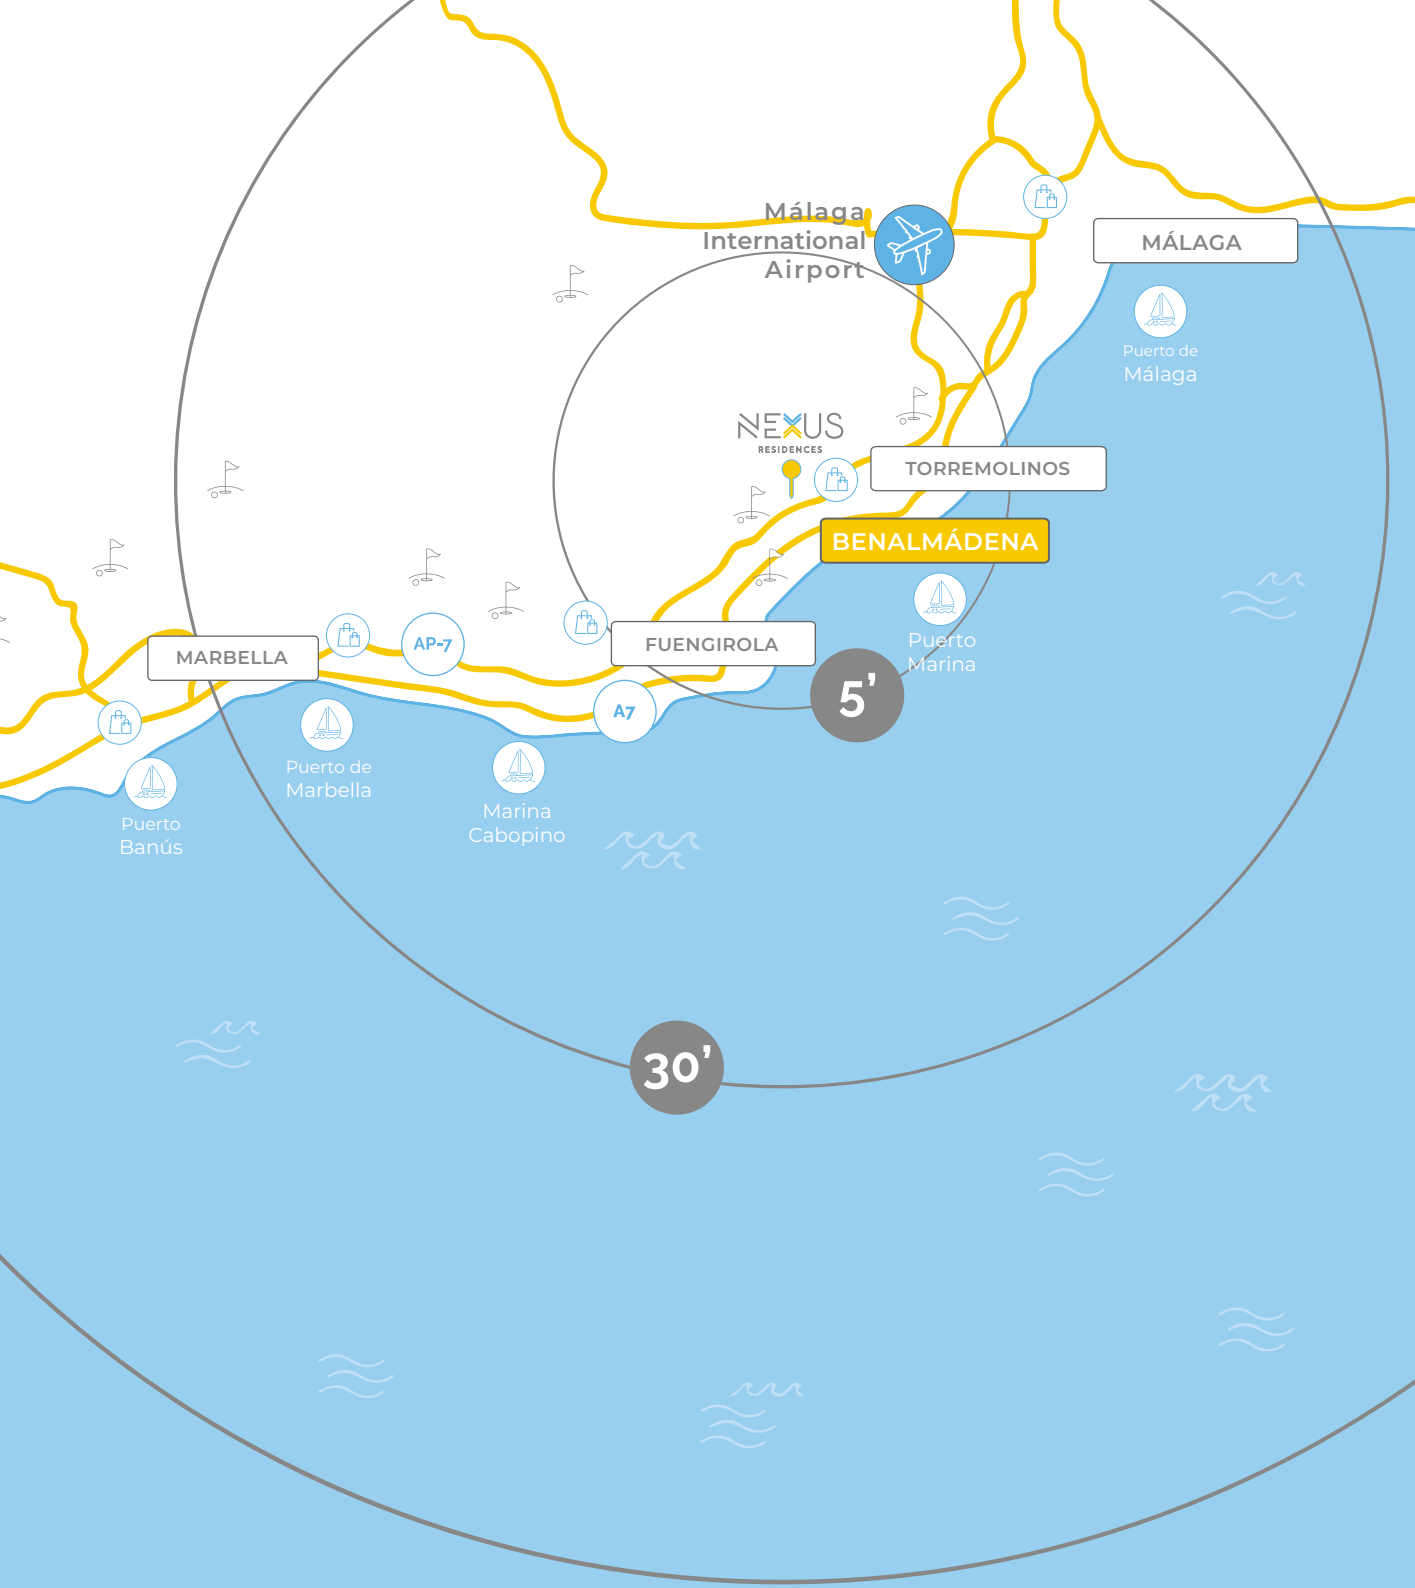 Málaga
International
Airport
MÁLAGA
Puerto de
Málaga
NEXUS
RESIDENCES
TORREMOLINOS
BENALMÁDENA
Puerto
Marina
AP-7
MARBELLA
FUENGIROLA
5’
A7
Puerto de
Marbella
Marina
Cabopino
Puerto
Banús
30’